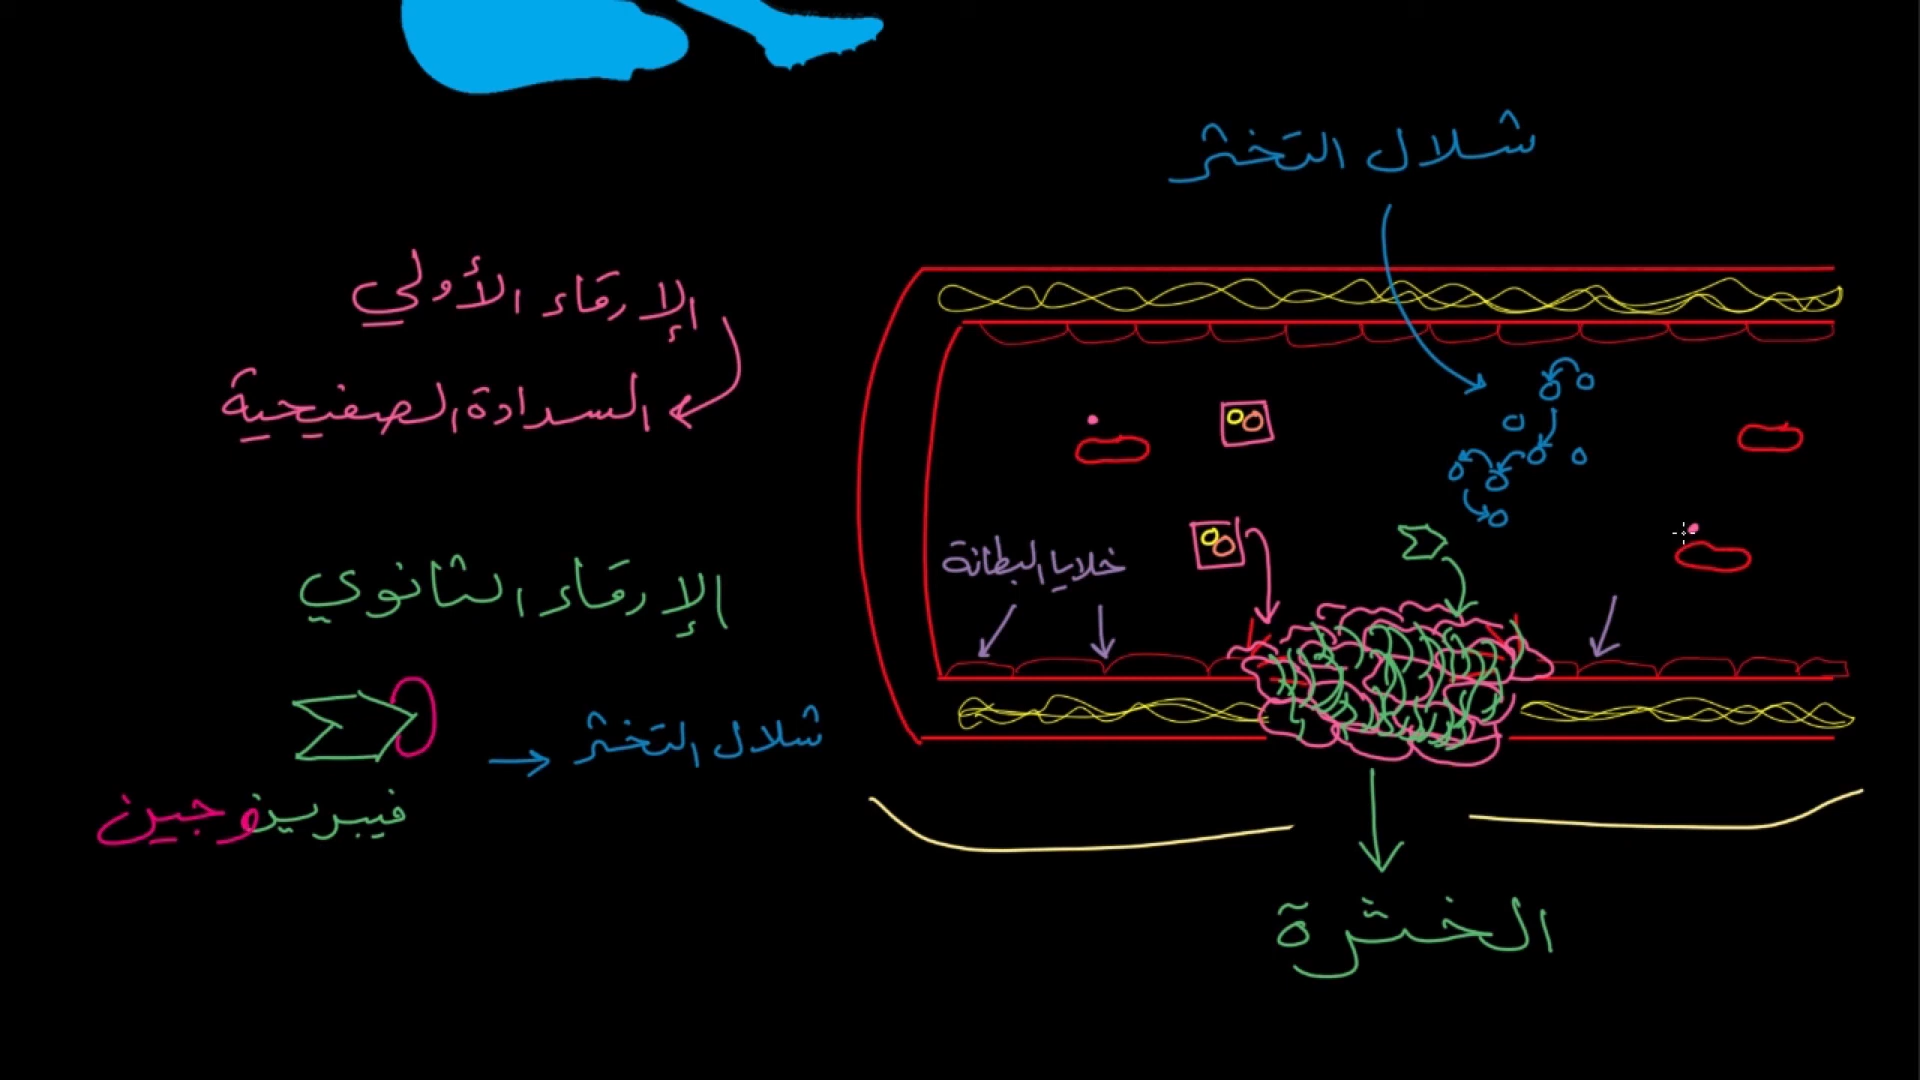 شلال التخثر
الإرقاء الأولي
السدادة الصفيحية
خلايا البطانة
الإرقاء الثانوي
شلال التخثر
فيبرينوجين
الخثرة